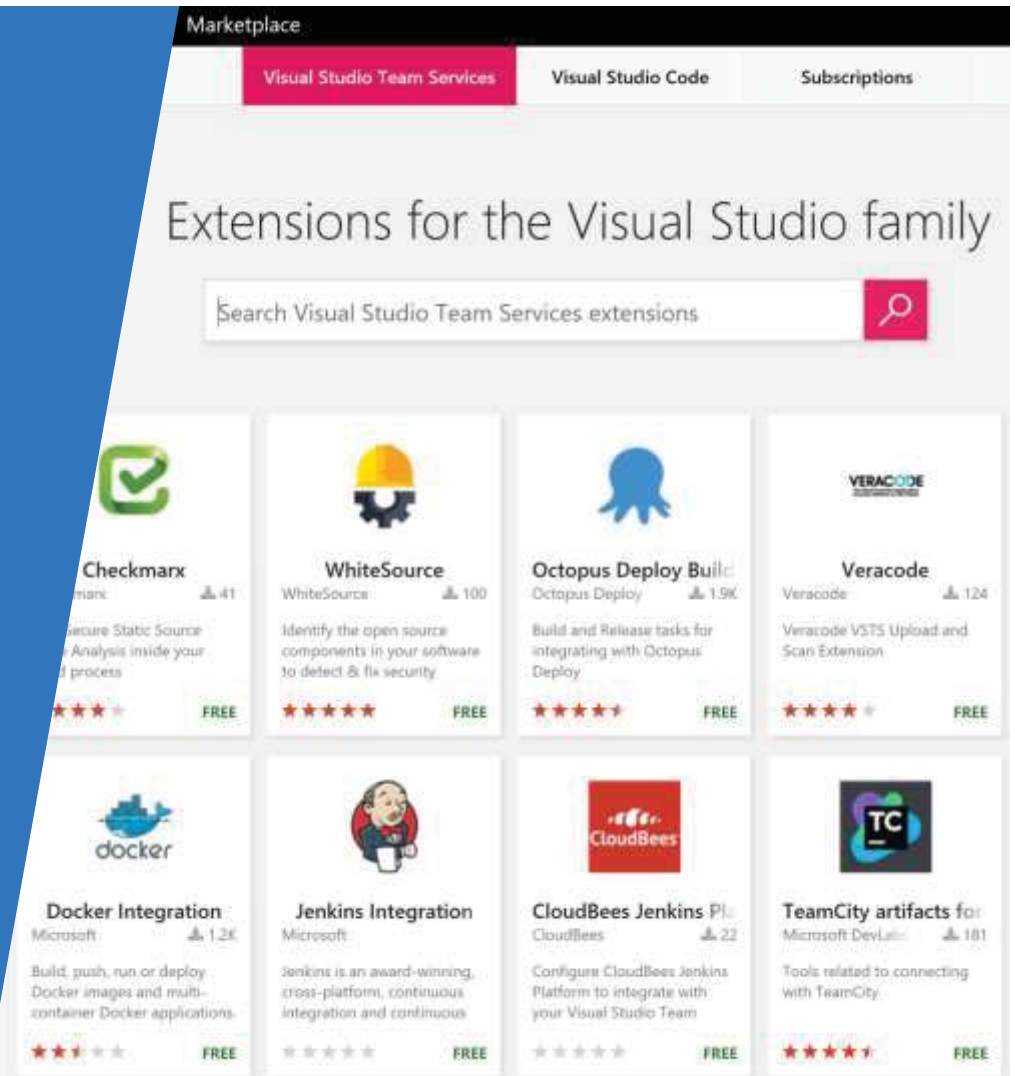 Marketplace
Visual Studio Team Services
Visual Studio Code
Subscriptions
Extensions for the Visual Studio family
Search Visual Studio Team Services extensions
VERACODE
Checkmarx
41
Secure Static Source
Analysis inside your
process
FREE
WhiteSource
WhiteSource
100
Identify the open source
components in your software
to detect & fix security
FREE
Octopus Deploy Build
Octopus Deploy
1.9K
Build and Release tasks for
integrating with Octopus
Deploy
FREE
Veracode
Veracode
124
Veracode VSTS Upload and
Scan Extension
FREE
docker
CloudBees
TC
Docker Integration
Microsoft
1.2K
Build, push, run or deploy
Docker images and multi-
container Docker applications.
FREE
Jenkins Integration
Microsoft
Jenkins is an award-winning,
cross-platform, continuous
integration and continuous
FREE
CloudBees Jenkins Pla
CloudBees
22
Configure CloudBees Jenkins
Platform to integrate with
your Visual Studio Team
FREE
TeamCity artifacts for
Microsoft DevLabs
181
Tools related to connecting
with TeamCity
FREE